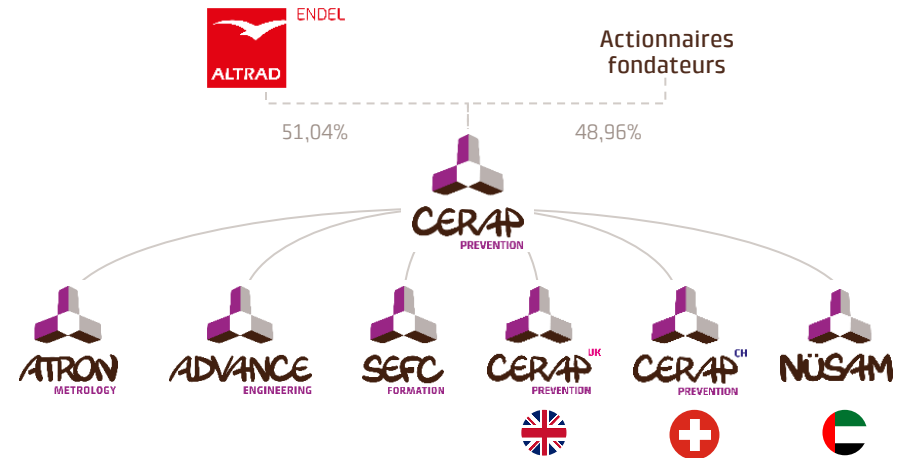 ENDEL
ALTRAD
Actionnaires
fondateurs
51,04%
48,96%
CERAP
PREVENTION
ATRON
METROLOGY
ADVANCE
ENGINEERING
SEFC
FORMATION
CERAP UK
PREVENTION
CERAP CH
PREVENTION
NÜSAM